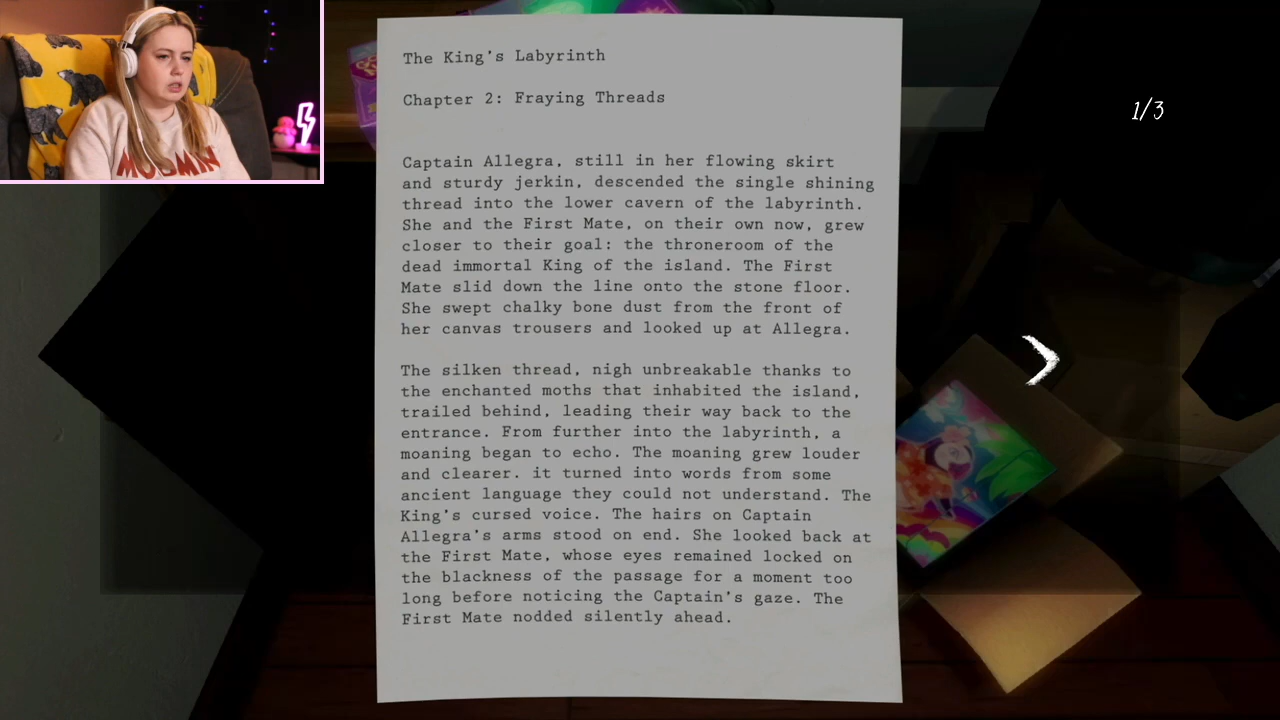 The King's Labyrinth
1/3
Chapter 2: Fraying Threads
Captain Allegra, still in her flowing skirt
and sturdy jerkin, descended the single shining
thread into the lower cavern of the labyrinth.
She and the First Mate, on their own now, grew
closer to their goal: the throneroom of the
dead immortal King of the island. The First
Mate slid down the line onto the stone floor.
She swept chalky bone dust from the front of
her canvas trousers and looked up at Allegra.
The silken thread, nigh unbreakable thanks to
the enchanted moths that inhabited the island,
trailed behind, leading their way back to the
entrance. From further into the labyrinth, a
moaning began to echo. The moaning grew louder
and clearer. it turned into words from some
ancient language they could not understand. The
King's cursed voice. The hairs on Captain
Allegra's arms stood on end. She looked back at
the First Mate, whose eyes remained locked on
the blackness of the passage for a moment too
long before noticing the Captain's gaze. The
First Mate nodded silently ahead.